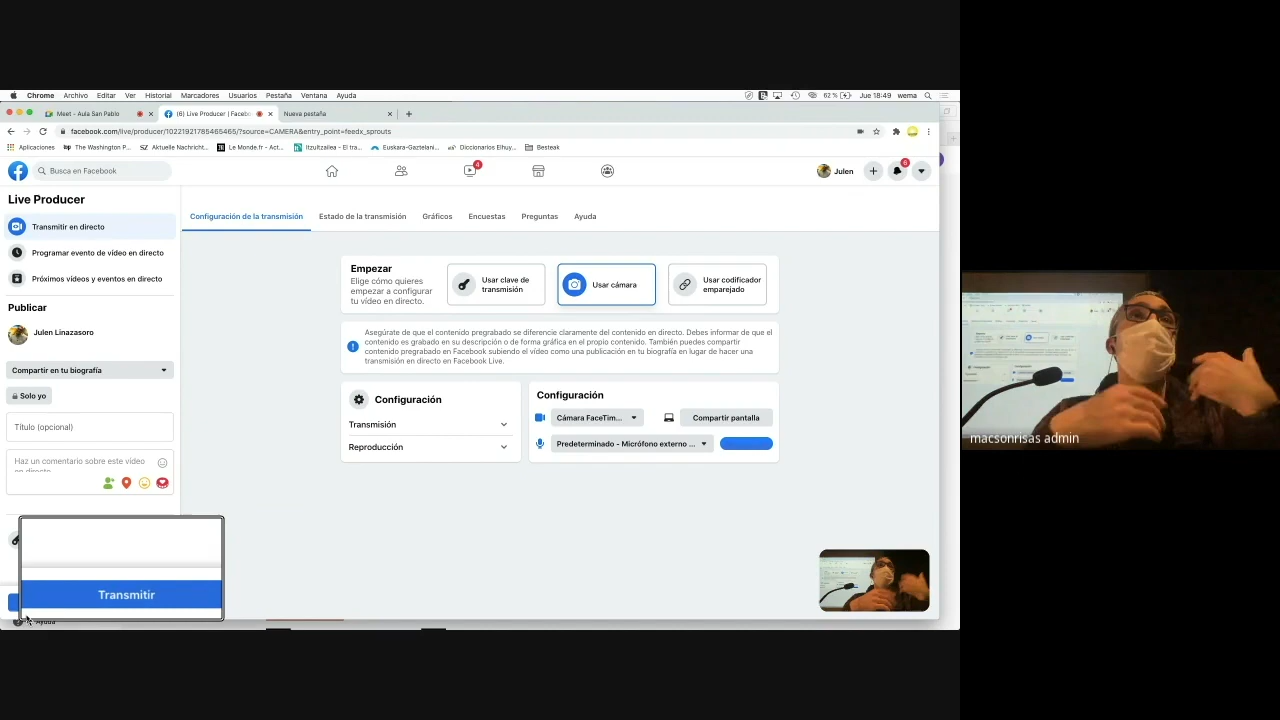 Chrome Archivo Editar Ver Historial Marcadores Usuarios Pestaña Ventana Ayuda
62 % Jue 18:49 wema
Meet - Aula San Pablo
(6) Live Producer | Faceb
Nueva pestaña
facebook.com/live/producer/10221921785465465/?source=CAMERA&entry_point=feedx_sprouts
Aplicaciones
The Washington P...
Aktuelle Nachricht...
Le Monde.fr - Act...
Itzultzailea - El tra...
Euskara-Gaztelani...
Diccionarios Elhuy...
Besteak
Busca en Facebook
4
Julen
6
Live Producer
Transmitir en directo
Programar evento de vídeo en directo
Próximos vídeos y eventos en directo
Publicar
Julen Linazasoro
Compartir en tu biografía
Solo yo
Título (opcional)
Haz un comentario sobre este vídeo
en directo
Transmitir
Ayuda
Configuración de la transmisión
Estado de la transmisión
Gráficos
Encuestas
Preguntas
Ayuda
Empezar
Elige cómo quieres
empezar a configurar
tu vídeo en directo.
Usar clave de
transmisión
Usar cámara
Usar codificador
emparejado
Asegúrate de que el contenido pregrabado se diferencie claramente del contenido en directo. Debes informar de que el
contenido es grabado en su descripción o de forma gráfica en el propio contenido. También puedes compartir
contenido pregrabado en Facebook subiendo el vídeo como una publicación en tu biografía en lugar de hacer una
transmisión en directo en Facebook Live.
Configuración
Transmisión
Reproducción
Configuración
Cámara FaceTim...
Compartir pantalla
Predeterminado - Micrófono externo ...
macsonrisas admin